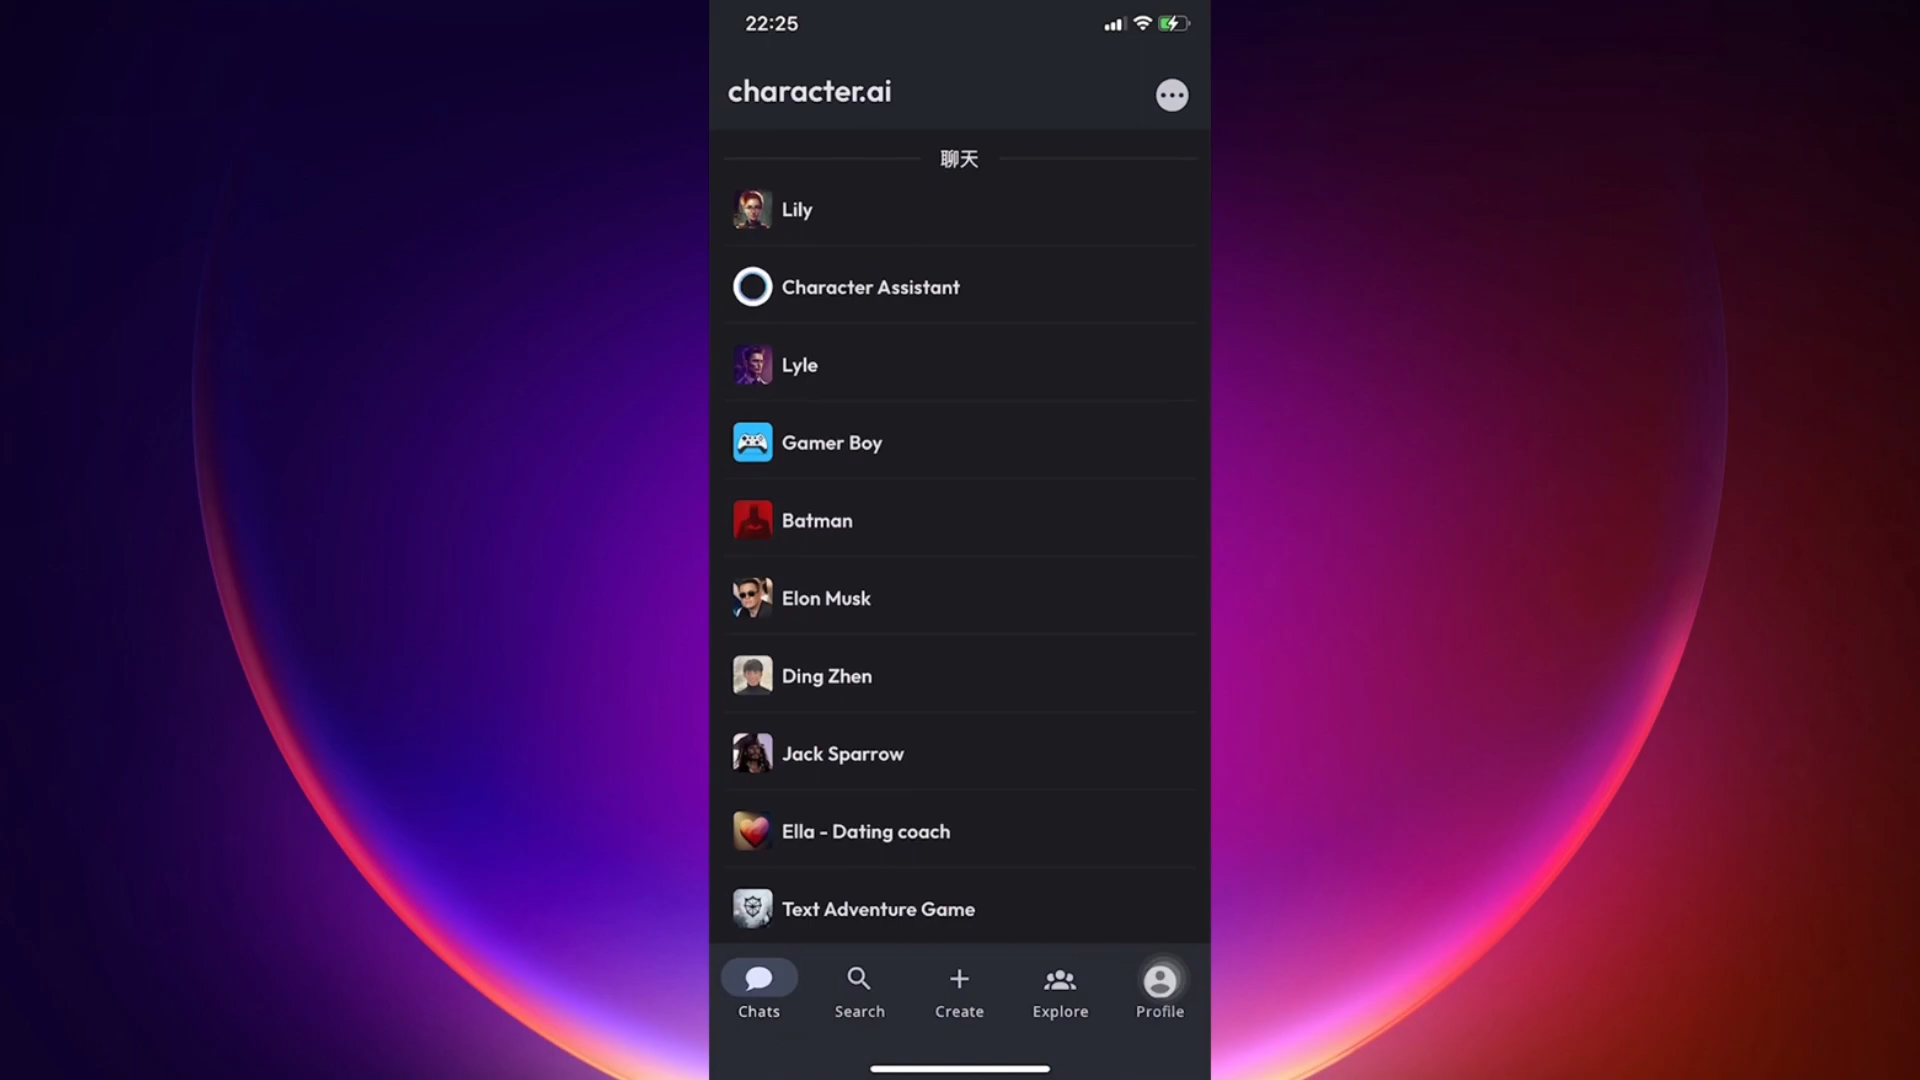 22:25
character.ai
聊天
Lily
Character Assistant
Lyle
Gamer Boy
Batman
Elon Musk
Ding Zhen
Jack Sparrow
Ella - Dating coach
Text Adventure Game
Chats
Search
Create
Explore
Profile